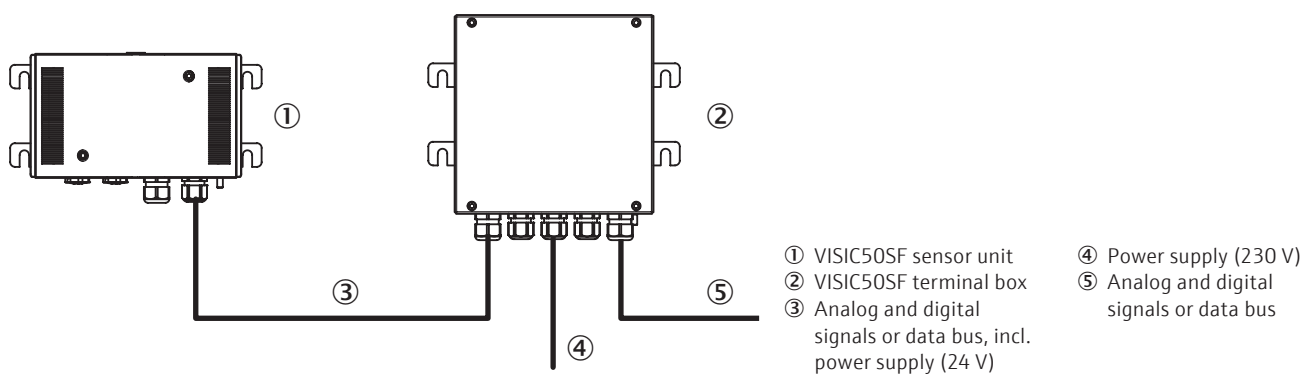 ①
②
③
④
⑤
① VISIC50SF sensor unit
② VISIC50SF terminal box
③ Analog and digital
signals or data bus, incl.
power supply (24 V)
④ Power supply (230 V)
⑤ Analog and digital
signals or data bus